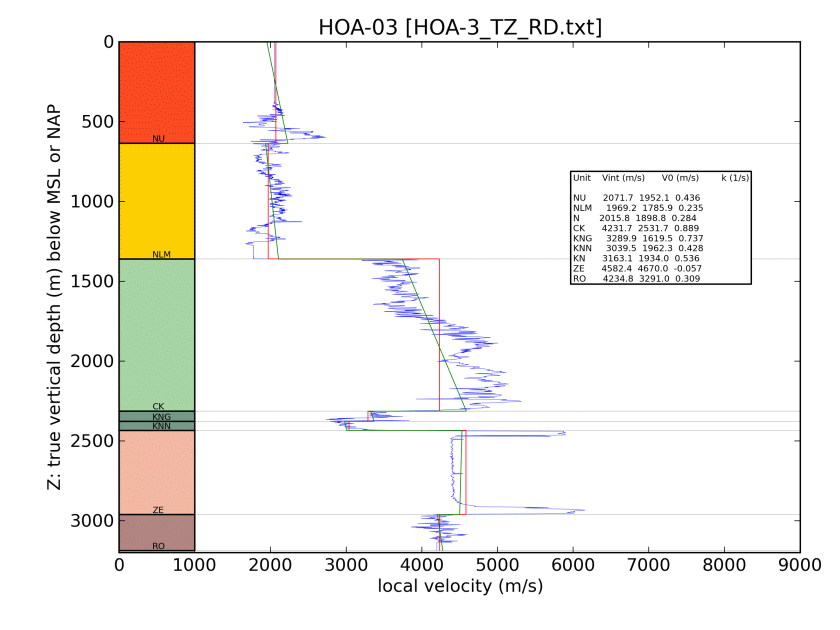 HOA-03 [HOA-3_TZ_RD.txt]
0
500
1000
1500
2000
2500
3000
Z: true vertical depth (m) below MSL or NAP
NU
NLM
CK
KNG
KNN
ZE
RO
Unit Vint (m/s) V0 (m/s) k (1/s)
NU 2071.7 1952.1 0.436
NLM 1969.2 1785.9 0.235
N 2015.8 1898.8 0.284
CK 4231.7 2531.7 0.889
KNG 3289.9 1619.5 0.737
KNN 3039.5 1962.3 0.428
KN 3163.1 1934.0 0.536
ZE 4582.4 4670.0 -0.057
RO 4234.8 3291.0 0.309
0 1000 2000 3000 4000 5000 6000 7000 8000 9000
local velocity (m/s)